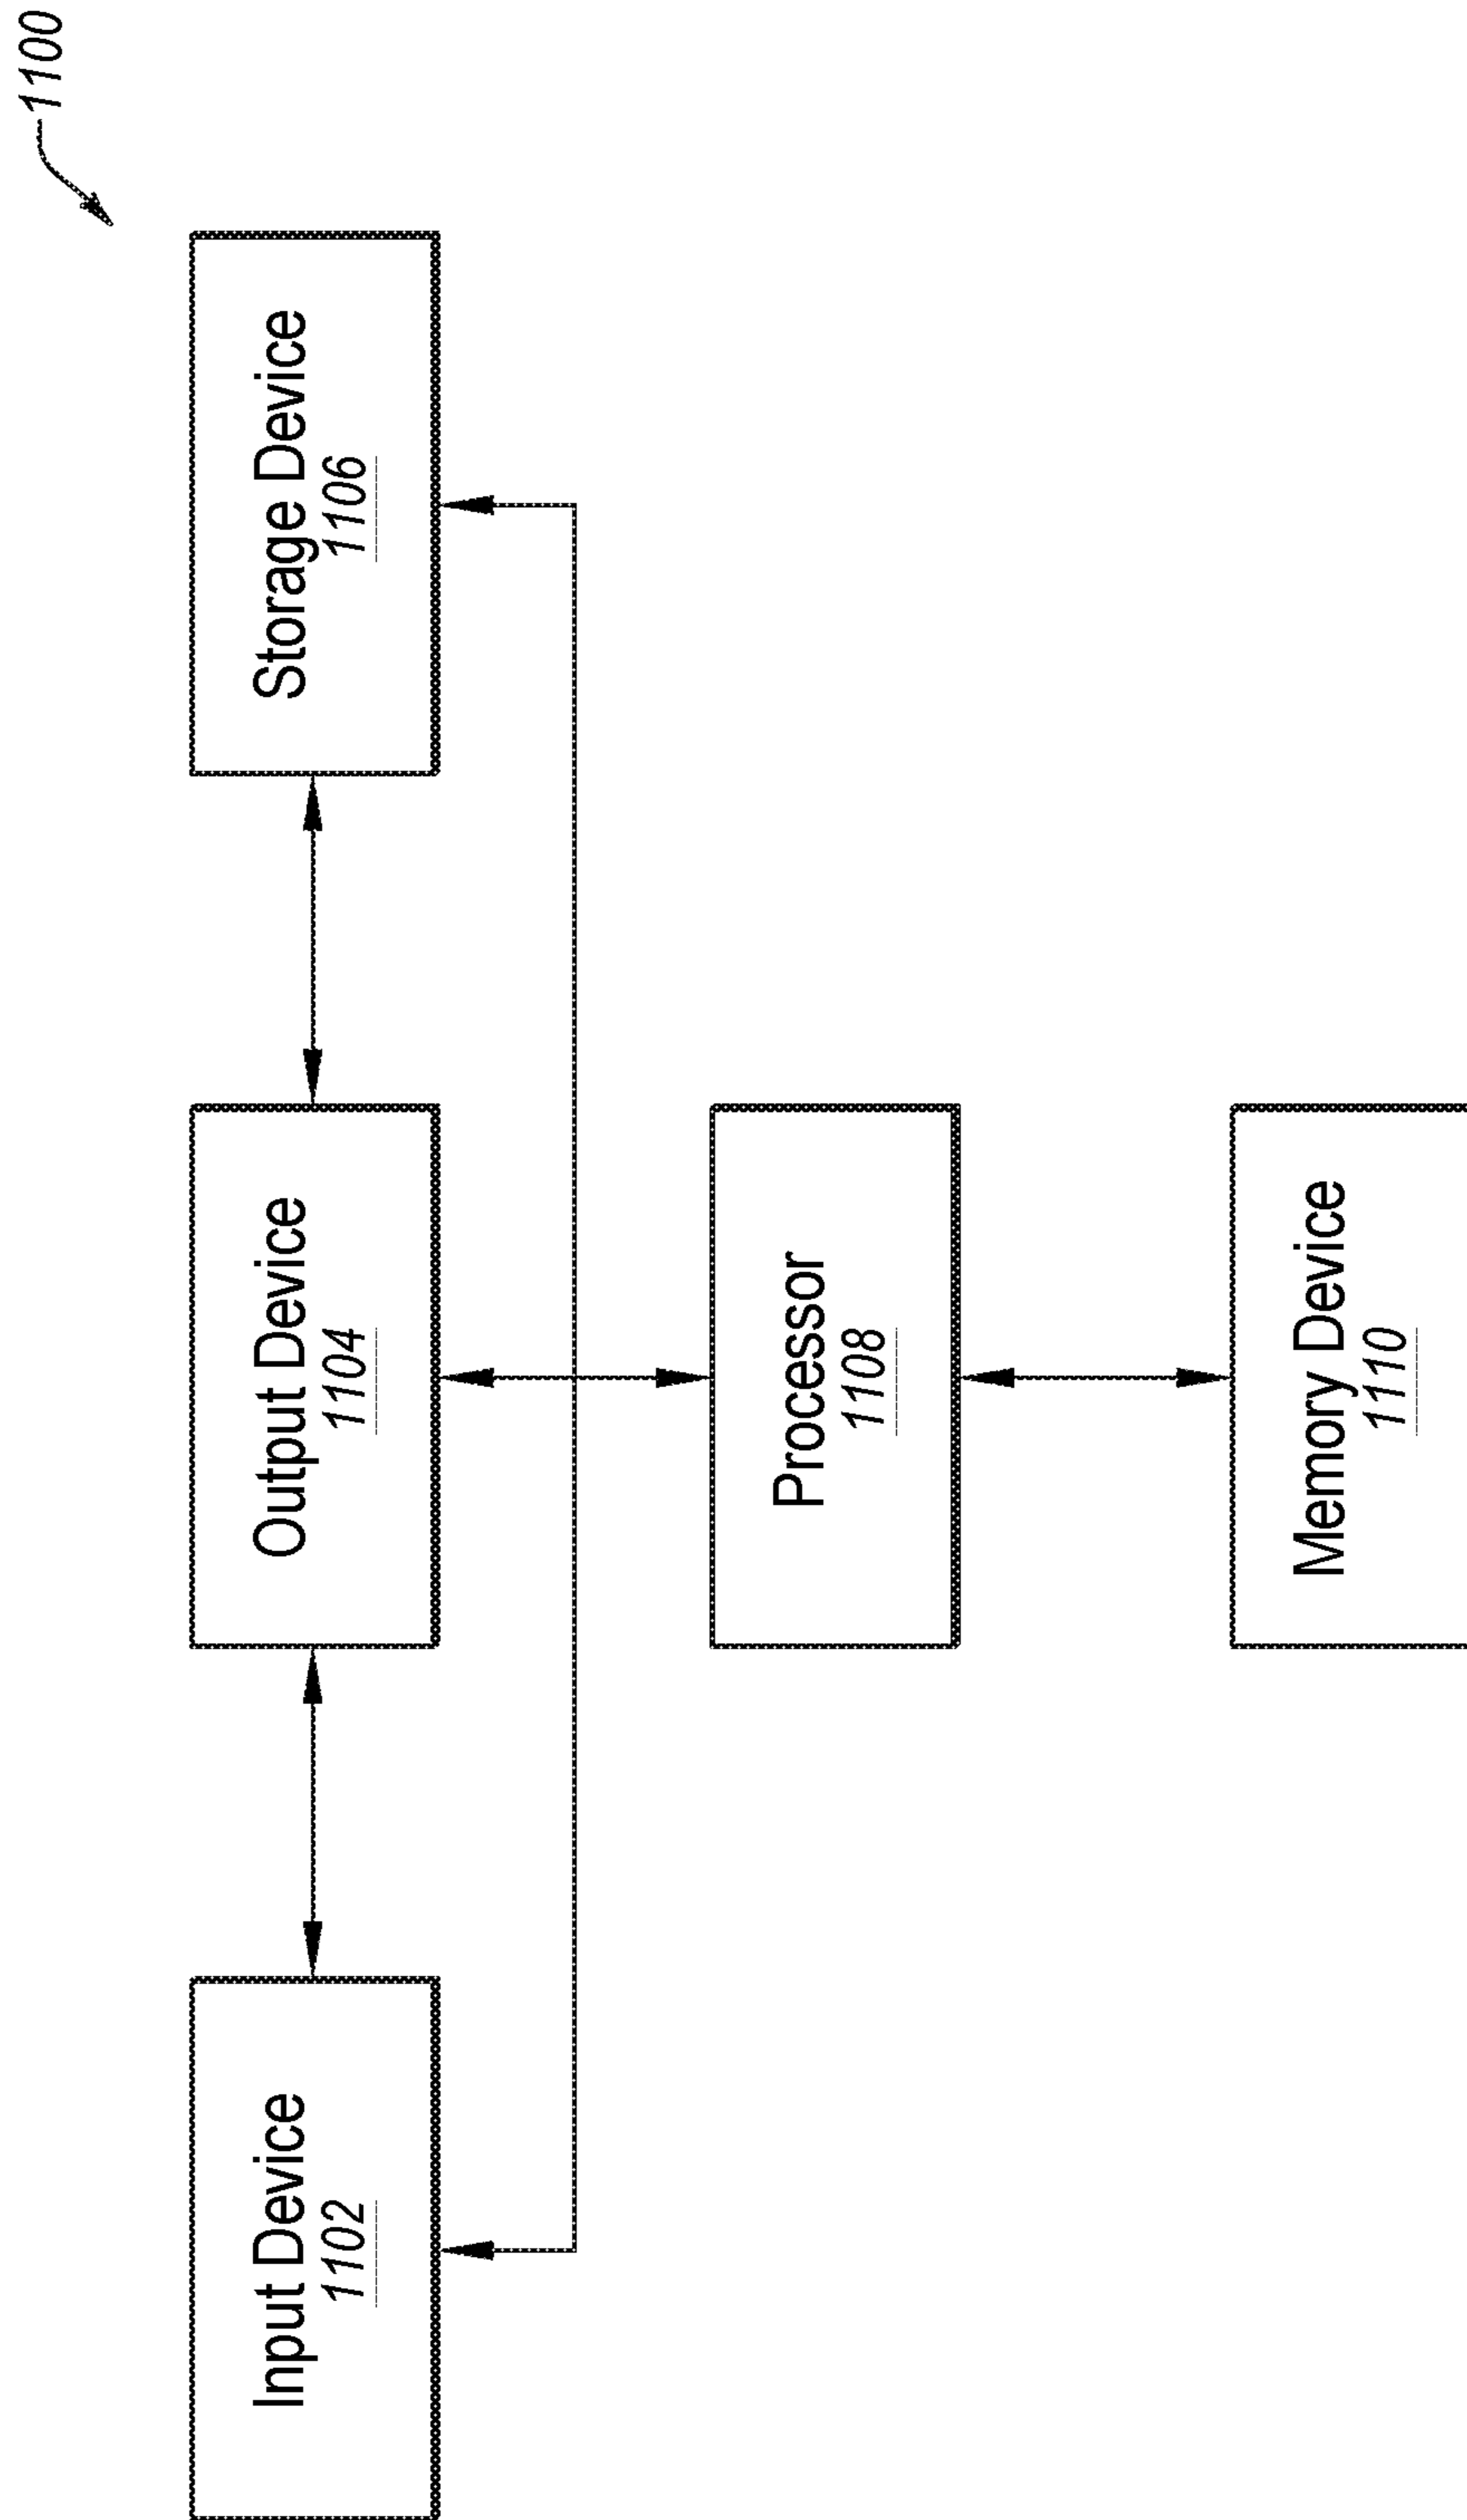 1100
Input Device
1102
Output Device
1104
Storage Device
1106
Processor
1108
Memory Device
1110